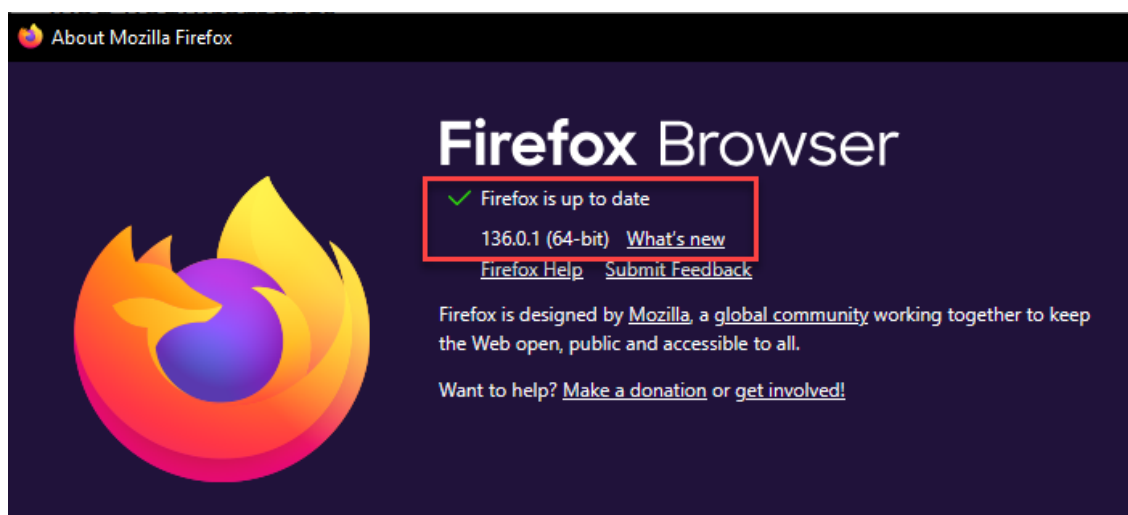 About Mozilla Firefox
Firefox Browser
Firefox is up to date
136.0.1 (64-bit) What's new
Firefox Help Submit Feedback
Firefox is designed by Mozilla, a global community working together to keep
the Web open, public and accessible to all.
Want to help? Make a donation or get involved!